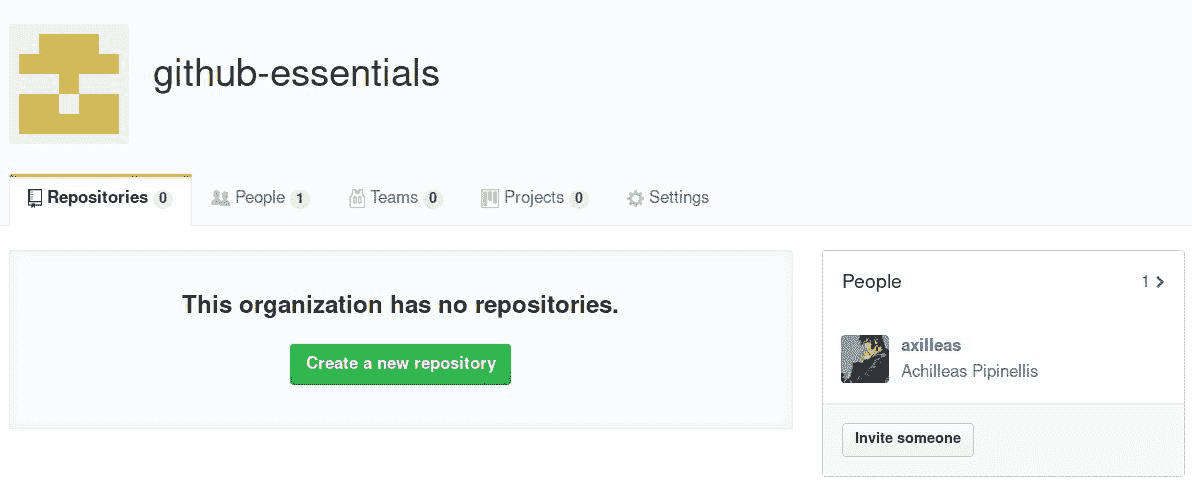 github-essentials
Repositories 0 People 1 Teams 0 Projects 0 Settings
This organization has no repositories.
Create a new repository
People 1
axilleas
Achilleas Pipinellis
Invite someone